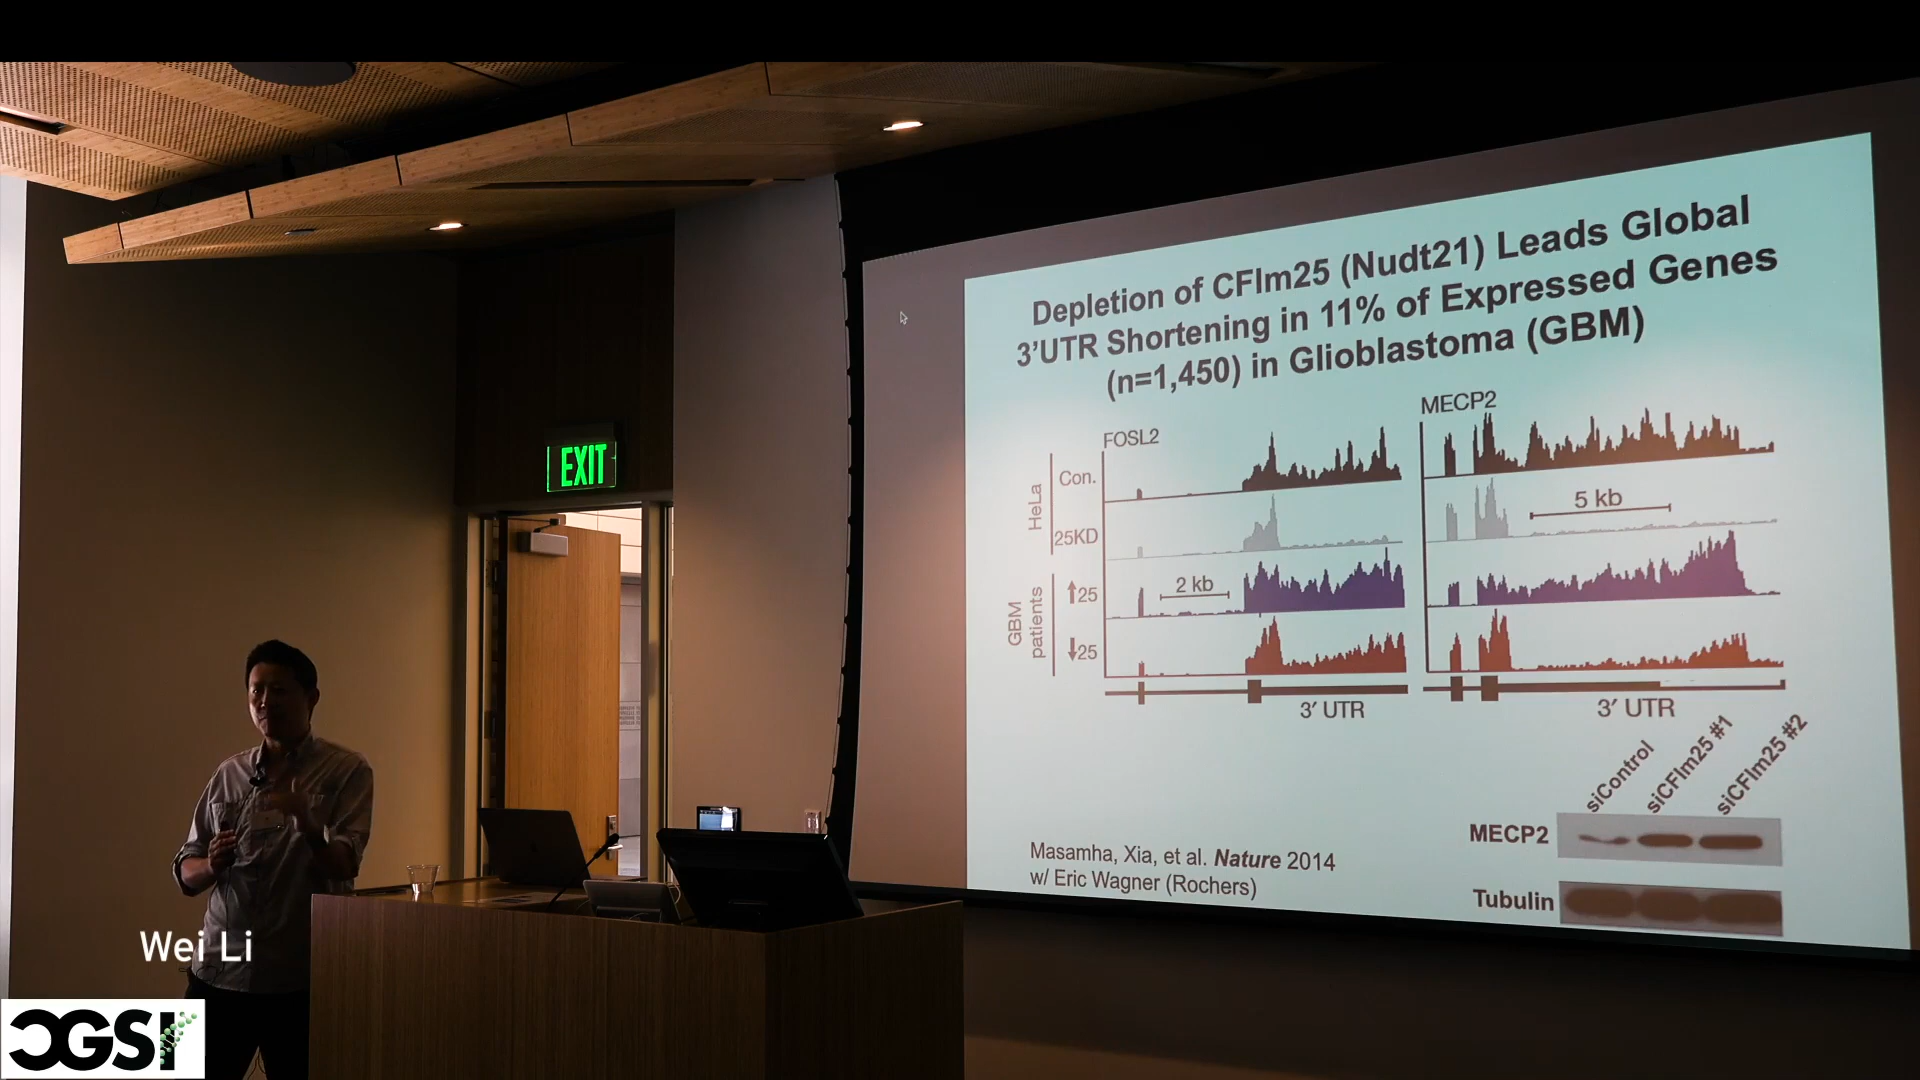 Depletion of CFIm25 (Nudt21) Leads Global
3'UTR Shortening in 11% of Expressed Genes
(n=1,450) in Glioblastoma (GBM)
FOSL2
MECP2
HeLa
Con.
25KD
5 kb
GBM
patients
↑25
2 kb
↓25
3′ UTR
3′ UTR
siControl
siCFIm25 #1
siCFIm25 #2
MECP2
Tubulin
Masamha, Xia, et al. Nature 2014
w/ Eric Wagner (Rochers)
EXIT
Wei Li
CGSI